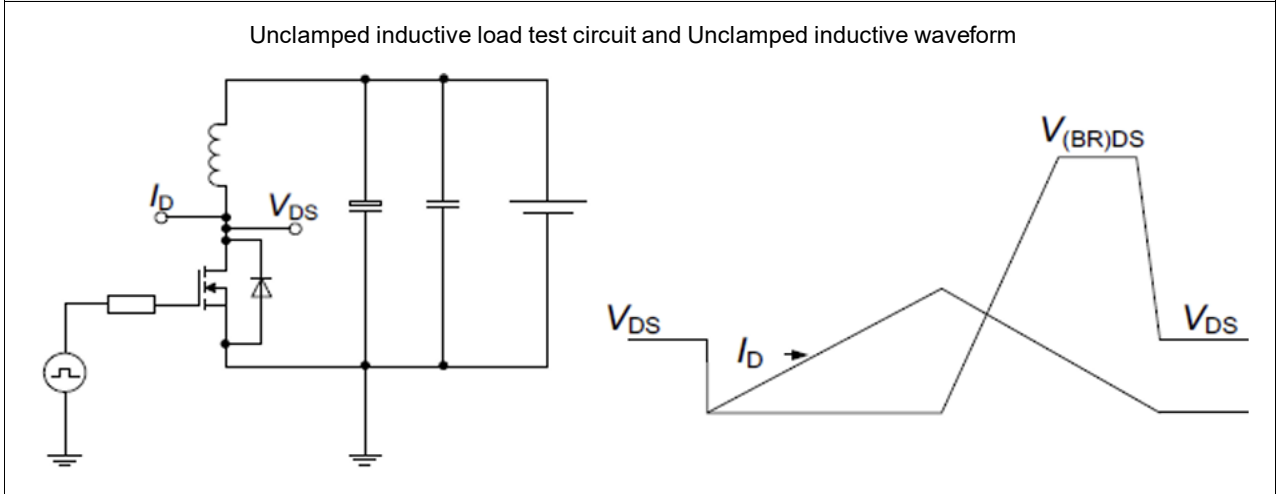 Unclamped inductive load test circuit and Unclamped inductive waveform
V(BR)DS
ID
VDS
VDS
VDS
ID